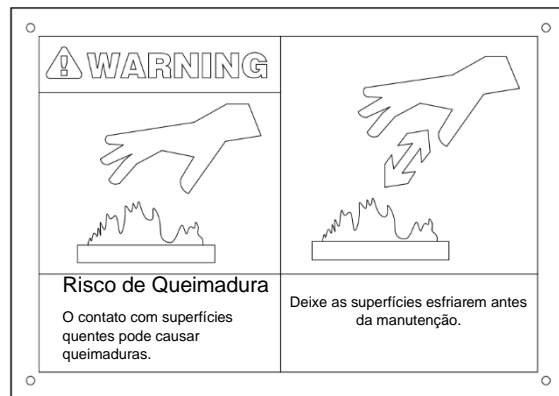 WARNING
Risco de Queimadura
O contato com superfícies
quentes pode causar
queimaduras.
Deixe as superfícies esfriarem antes
da manutenção.